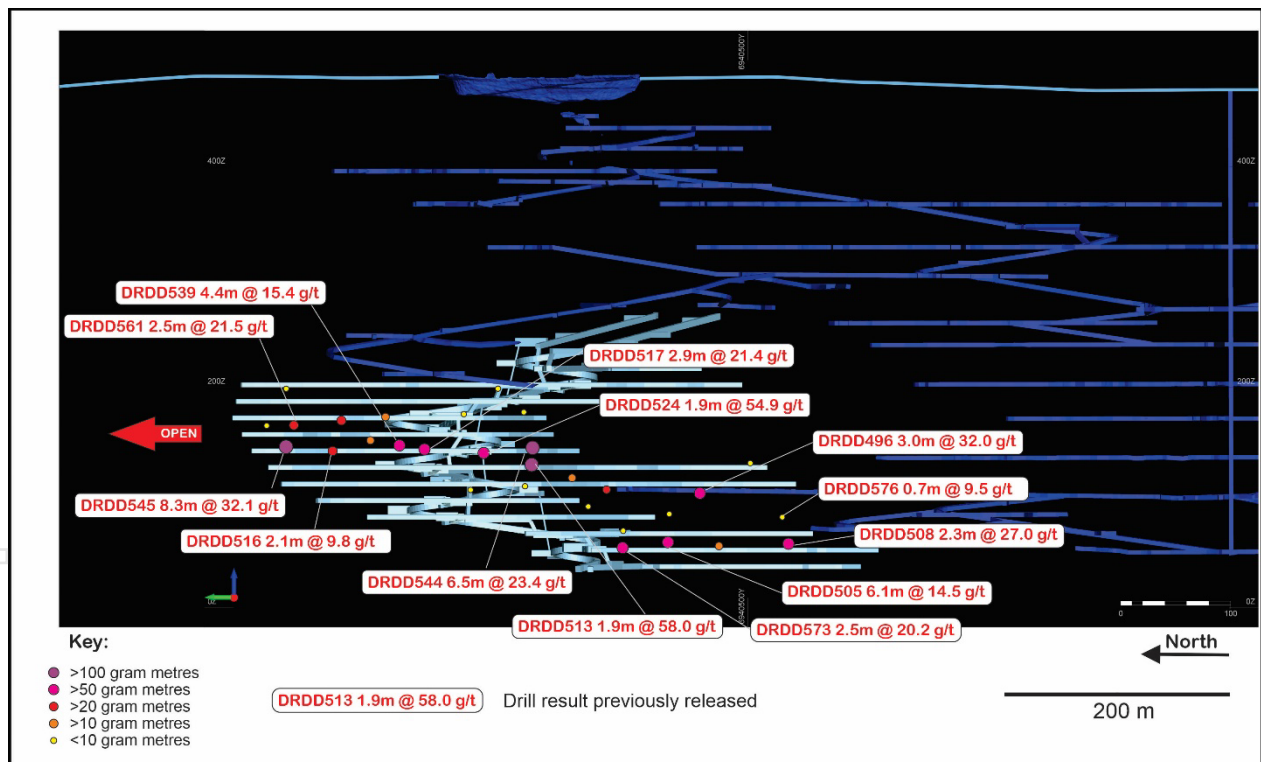 6940500Y
400Z
400Z
DRDD539 4.4m @ 15.4 g/t
DRDD561 2.5m @ 21.5 g/t
DRDD517 2.9m @ 21.4 g/t
200Z
200Z
DRDD524 1.9m @ 54.9 g/t
OPEN
DRDD496 3.0m @ 32.0 g/t
DRDD545 8.3m @ 32.1 g/t
DRDD576 0.7m @ 9.5 g/t
DRDD516 2.1m @ 9.8 g/t
DRDD508 2.3m @ 27.0 g/t
DRDD544 6.5m @ 23.4 g/t
DRDD505 6.1m @ 14.5 g/t
DRDD513 1.9m @ 58.0 g/t
DRDD573 2.5m @ 20.2 g/t
0Z
6940500Y
0Z
0
100
Key:
North
>100 gram metres
>50 gram metres
>20 gram metres
>10 gram metres
<10 gram metres
DRDD513 1.9m @ 58.0 g/t Drill result previously released
200 m